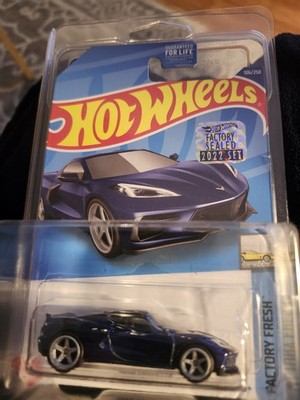 GUARANTEED
FOR LIFE
HOT WHEELS
FACTORY
SEALED
2022 SET
FACTORY FRESH